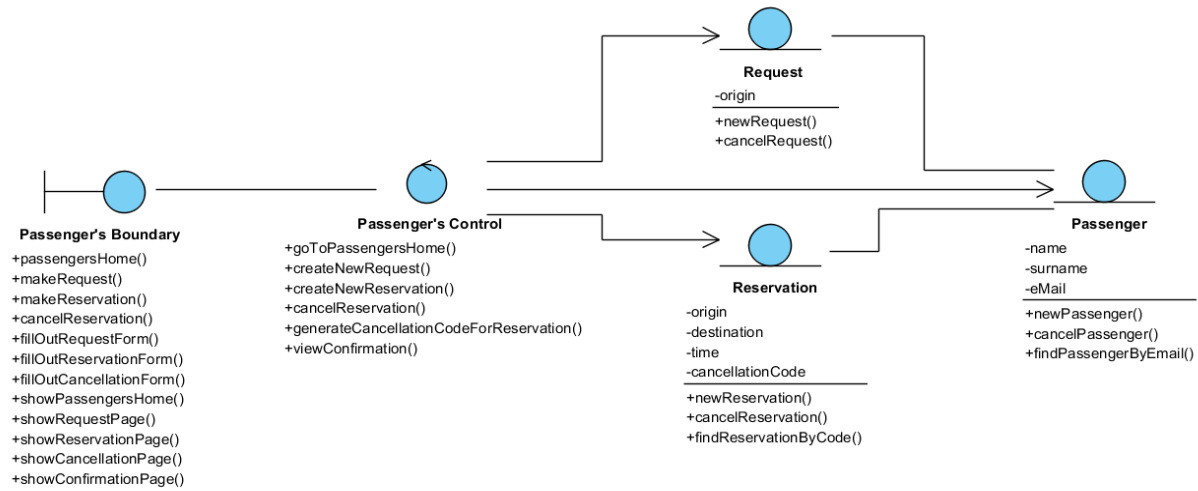 Passenger's Boundary
+passengersHome()
+makeRequest()
+makeReservation()
+cancelReservation()
+fillOutRequestForm()
+fillOutReservationForm()
+fillOutCancellationForm()
+showPassengersHome()
+showRequestPage()
+showReservationPage()
+showCancellationPage()
+showConfirmationPage()
Passenger's Control
+goToPassengersHome()
+createNewRequest()
+createNewReservation()
+cancelReservation()
+generateCancellationCodeForReservation()
+viewConfirmation()
Request
-origin
+newRequest()
+cancelRequest()
Reservation
-origin
-destination
-time
-cancellationCode
+newReservation()
+cancelReservation()
+findReservationByCode()
Passenger
-name
-surname
-eMail
+newPassenger()
+cancelPassenger()
+findPassengerByEmail()